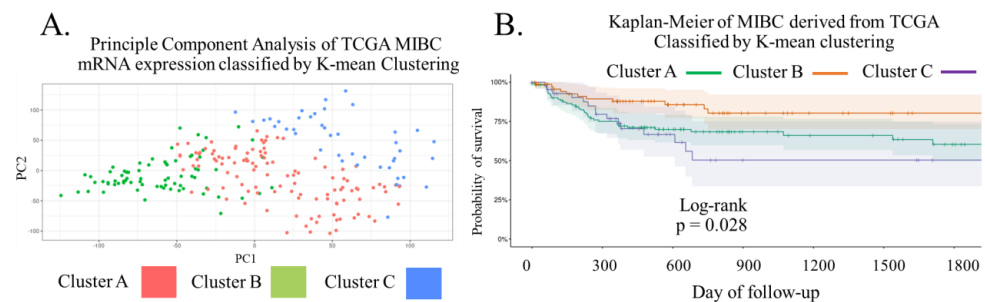 A.
Principle Component Analysis of TCGA MIBC
mRNA expression classified by K-mean Clustering
PC2
100
50
0
-50
-100
-100
-50
0
50
100
PC1
Cluster A
Cluster B
Cluster C
B.
Kaplan-Meier of MIBC derived from TCGA
Classified by K-mean clustering
Cluster A
Cluster B
Cluster C
Probability of survival
100%
75%
50%
25%
0%
Log-rank
p = 0.028
0
300
600
900
1200
1500
1800
Day of follow-up